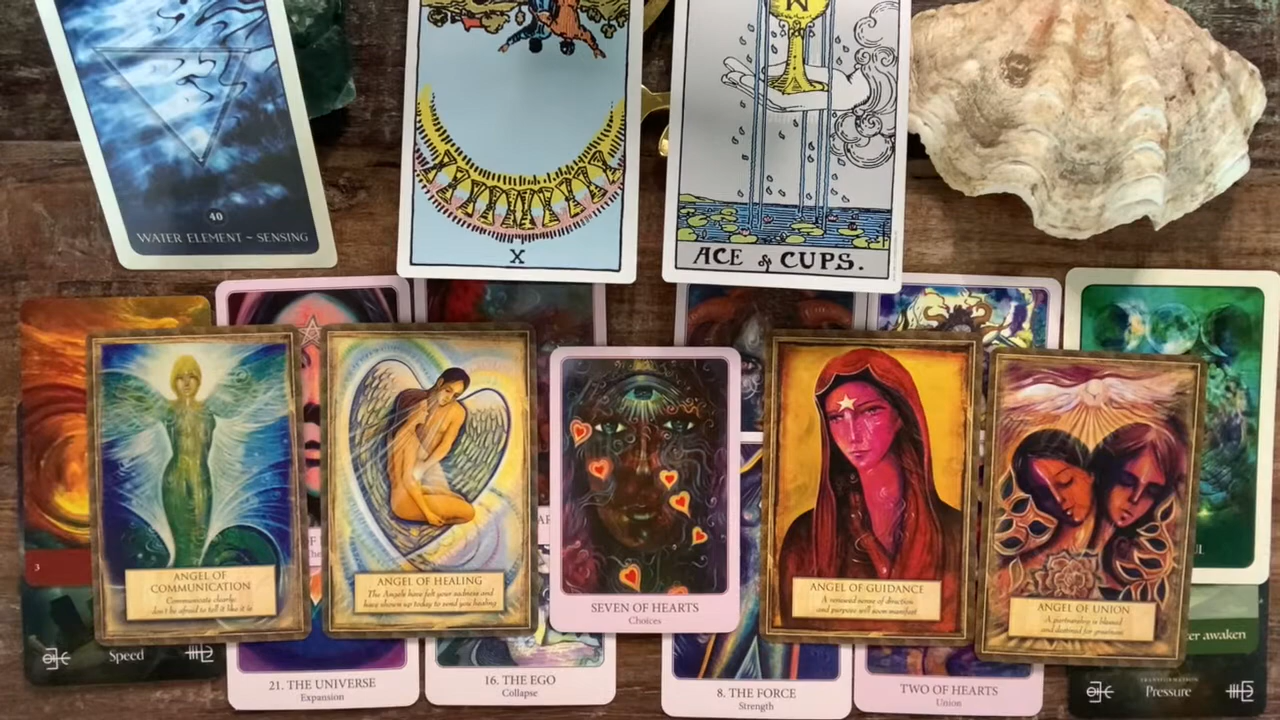 40
WATER ELEMENT ~ SENSING
X
ACE of CUPS.
3
ANGEL OF
COMMUNICATION
Communicate clearly:
don't be afraid to tell it like it is
ANGEL OF HEALING
The Angels have felt your sadness and
have shown up today to send you healing
SEVEN OF HEARTS
Choices
ANGEL OF GUIDANCE
A renewed sense of direction
and purpose will soon manifest
ANGEL OF UNION
A partnership is blessed
and destined for greatness
er awaken
Speed
21. THE UNIVERSE
Expansion
16. THE EGO
Collapse
8. THE FORCE
Strength
TWO OF HEARTS
Union
TRANSFORMATION
Pressure